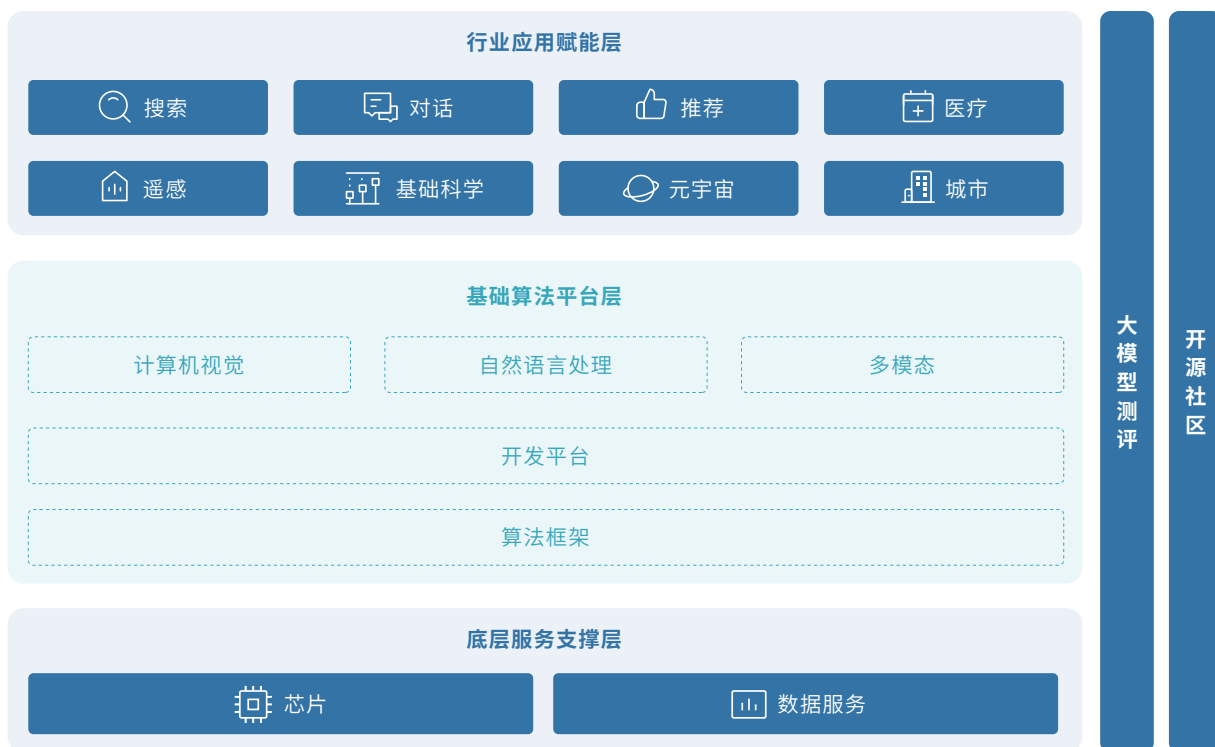 行业应用赋能层
搜索
对话
推荐
医疗
遥感
基础科学
元宇宙
城市
基础算法平台层
计算机视觉
自然语言处理
多模态
开发平台
算法框架
底层服务支撑层
芯片
数据服务
大模型测评
开源社区